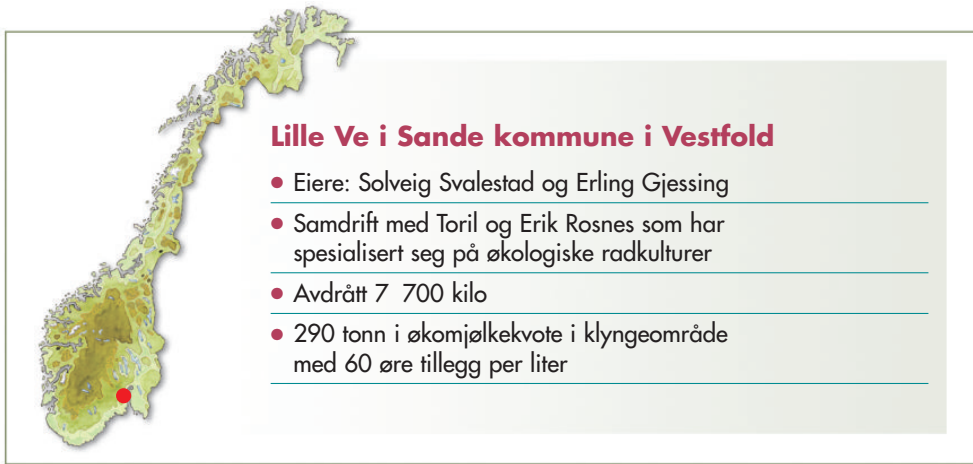 Lille Ve i Sande kommune i Vestfold
● Eiere: Solveig Svalestad og Erling Gjessing
● Samdrift med Toril og Erik Rosnes som har
spesialisert seg på økologiske radkulturer
● Avdrått 7 700 kilo
● 290 tonn i økomjølkekvote i klyngeområde
med 60 øre tillegg per liter